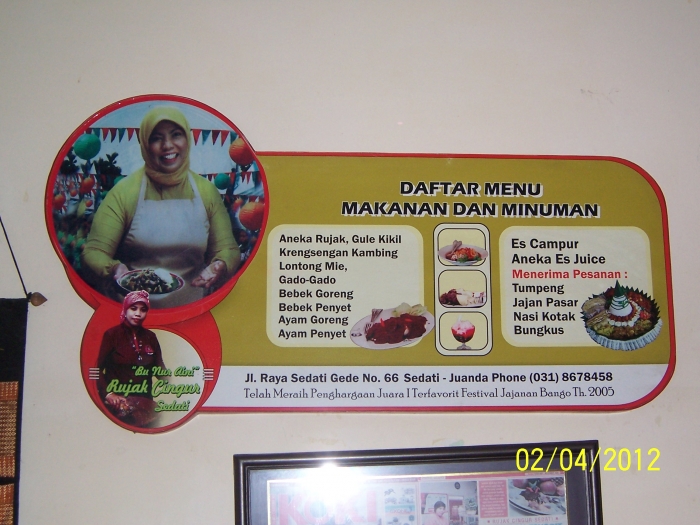 DAFTAR MENU
MAKANAN DAN MINUMAN
Aneka Rujak, Gule Kikil
Krengsengan Kambing
Lontong Mie,
Gado-Gado
Bebek Goreng
Bebek Penyet
Ayam Goreng
Ayam Penyet
Es Campur
Aneka Es Juice
Menerima Pesanan :
Tumpeng
Jajan Pasar
Nasi Kotak
Bungkus
"Bu Nur Aini"
Rujak Cingur
Sedati
Jl. Raya Sedati Gede No. 66 Sedati - Juanda Phone (031) 8678458
Telah Meraih Penghargaan Juara I Terfavorit Festival Jajanan Bango Th. 2005
02/04/2012